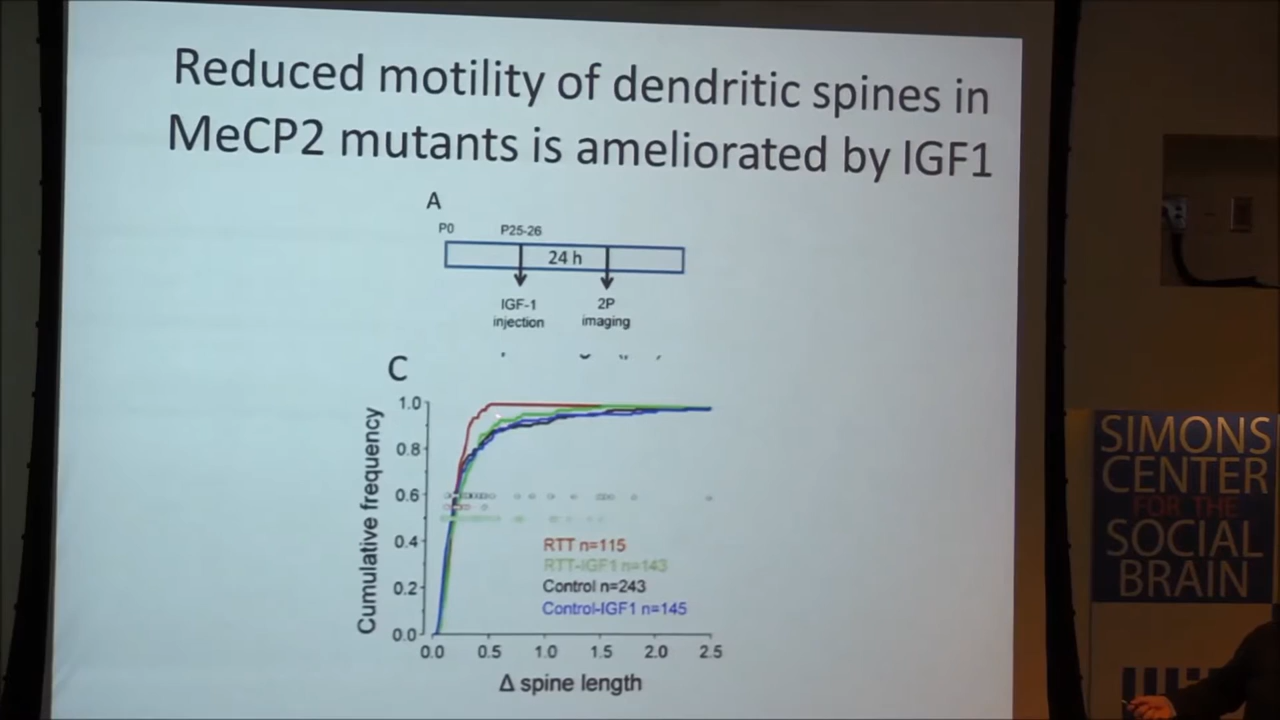 Reduced motility of dendritic spines in
MeCP2 mutants is ameliorated by IGF1
A
P0
P25-26
24 h
IGF-1
injection
2P
imaging
C
Cumulative frequency
1.0
0.8
0.6
0.4
0.2
0.0
RTT n=115
RTT-IGF1 n=143
Control n=243
Control-IGF1 n=145
0.0 0.5 1.0 1.5 2.0 2.5
Δ spine length
SIMONS
CENTER
FOR THE
SOCIAL
BRAIN